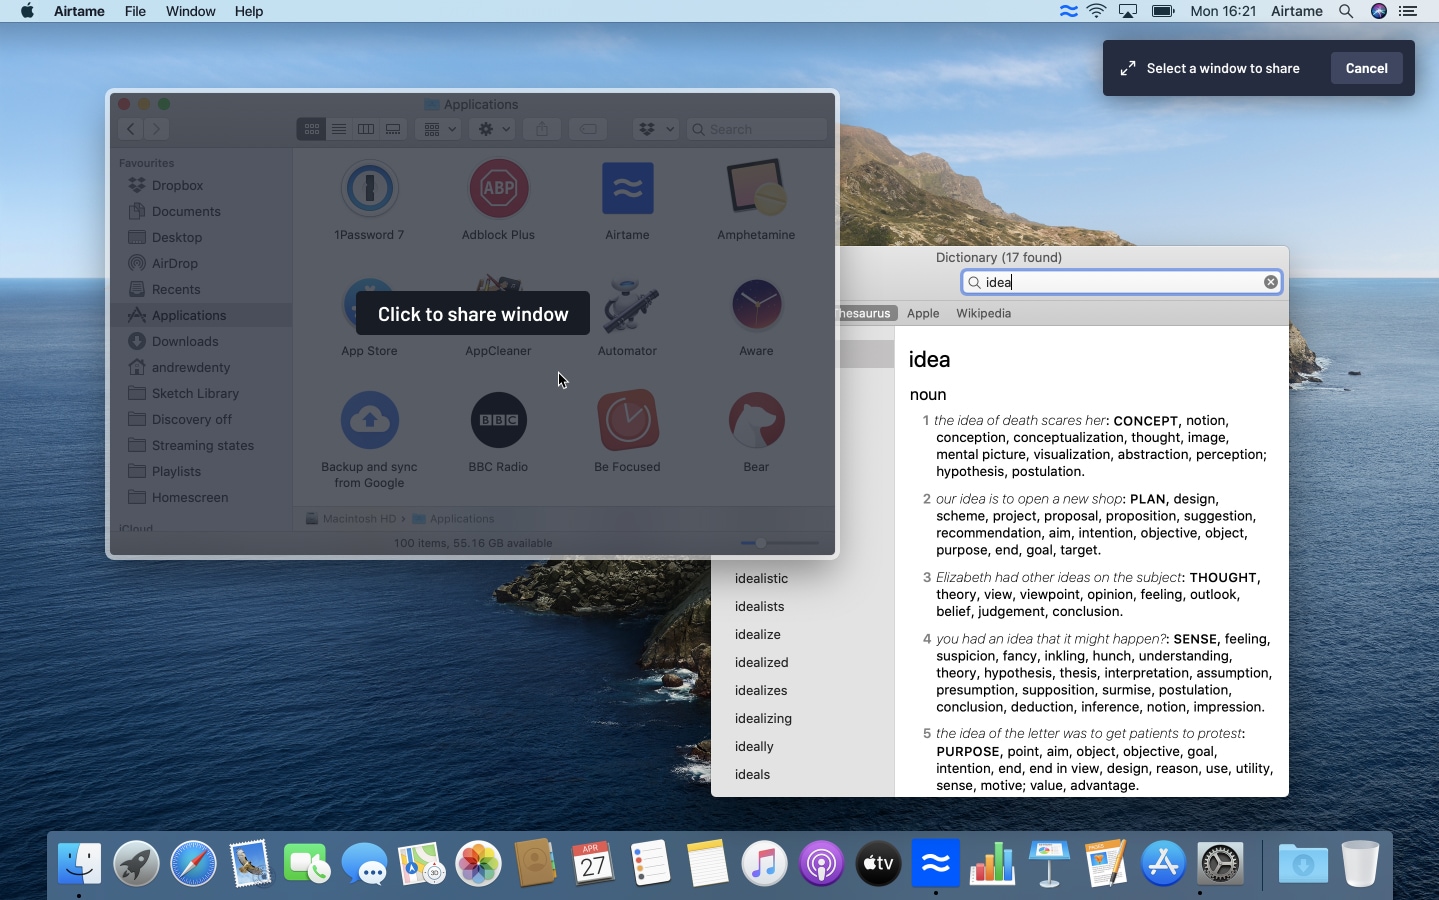 Airtame File Window Help
Mon 16:21 Airtame
Select a window to share Cancel
Applications
Search
Favourites
Dropbox
Documents
Desktop
AirDrop
Recents
Applications
Downloads
andrewdenty
Sketch Library
Discovery off
Streaming states
Playlists
Homescreen
iCloud
ABP
1Password 7 Adblock Plus Airtame Amphetamine
Click to share window
App Store AppCleaner Automator Aware
BBC
Backup and sync
from Google
BBC Radio Be Focused Bear
Macintosh HD › Applications
100 items, 55.16 GB available
Dictionary (17 found)
idea
hesaurus Apple Wikipedia
idealistic
idealists
idealize
idealized
idealizes
idealizing
ideally
ideals
idea
noun
1 the idea of death scares her: CONCEPT, notion,
conception, conceptualization, thought, image,
mental picture, visualization, abstraction, perception;
hypothesis, postulation.
2 our idea is to open a new shop: PLAN, design,
scheme, project, proposal, proposition, suggestion,
recommendation, aim, intention, objective, object,
purpose, end, goal, target.
3 Elizabeth had other ideas on the subject: THOUGHT,
theory, view, viewpoint, opinion, feeling, outlook,
belief, judgement, conclusion.
4 you had an idea that it might happen?: SENSE, feeling,
suspicion, fancy, inkling, hunch, understanding,
theory, hypothesis, thesis, interpretation, assumption,
presumption, supposition, surmise, postulation,
conclusion, deduction, inference, notion, impression.
5 the idea of the letter was to get patients to protest:
PURPOSE, point, aim, object, objective, goal,
intention, end, end in view, design, reason, use, utility,
sense, motive; value, advantage.
APR
27
tv
PAGES
3D